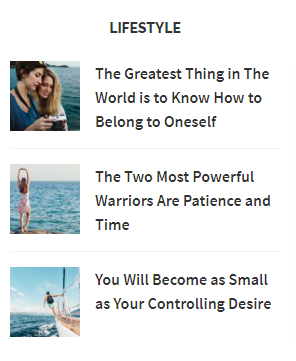 LIFESTYLE
The Greatest Thing in The
World is to Know How to
Belong to Oneself
The Two Most Powerful
Warriors Are Patience and
Time
You Will Become as Small
as Your Controlling Desire